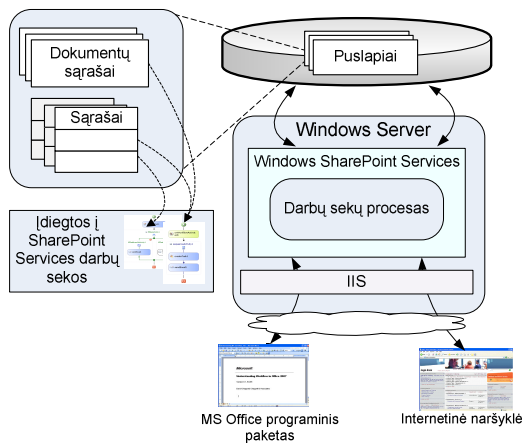 Dokumentų
sąrašai
Sąrašai
Puslapiai
Windows Server
Windows SharePoint Services
Darbų sekų procesas
Įdiegtos į
SharePoint
Services darbų
sekos
IIS
MS Office programinis
paketas
Internetinė naršyklė